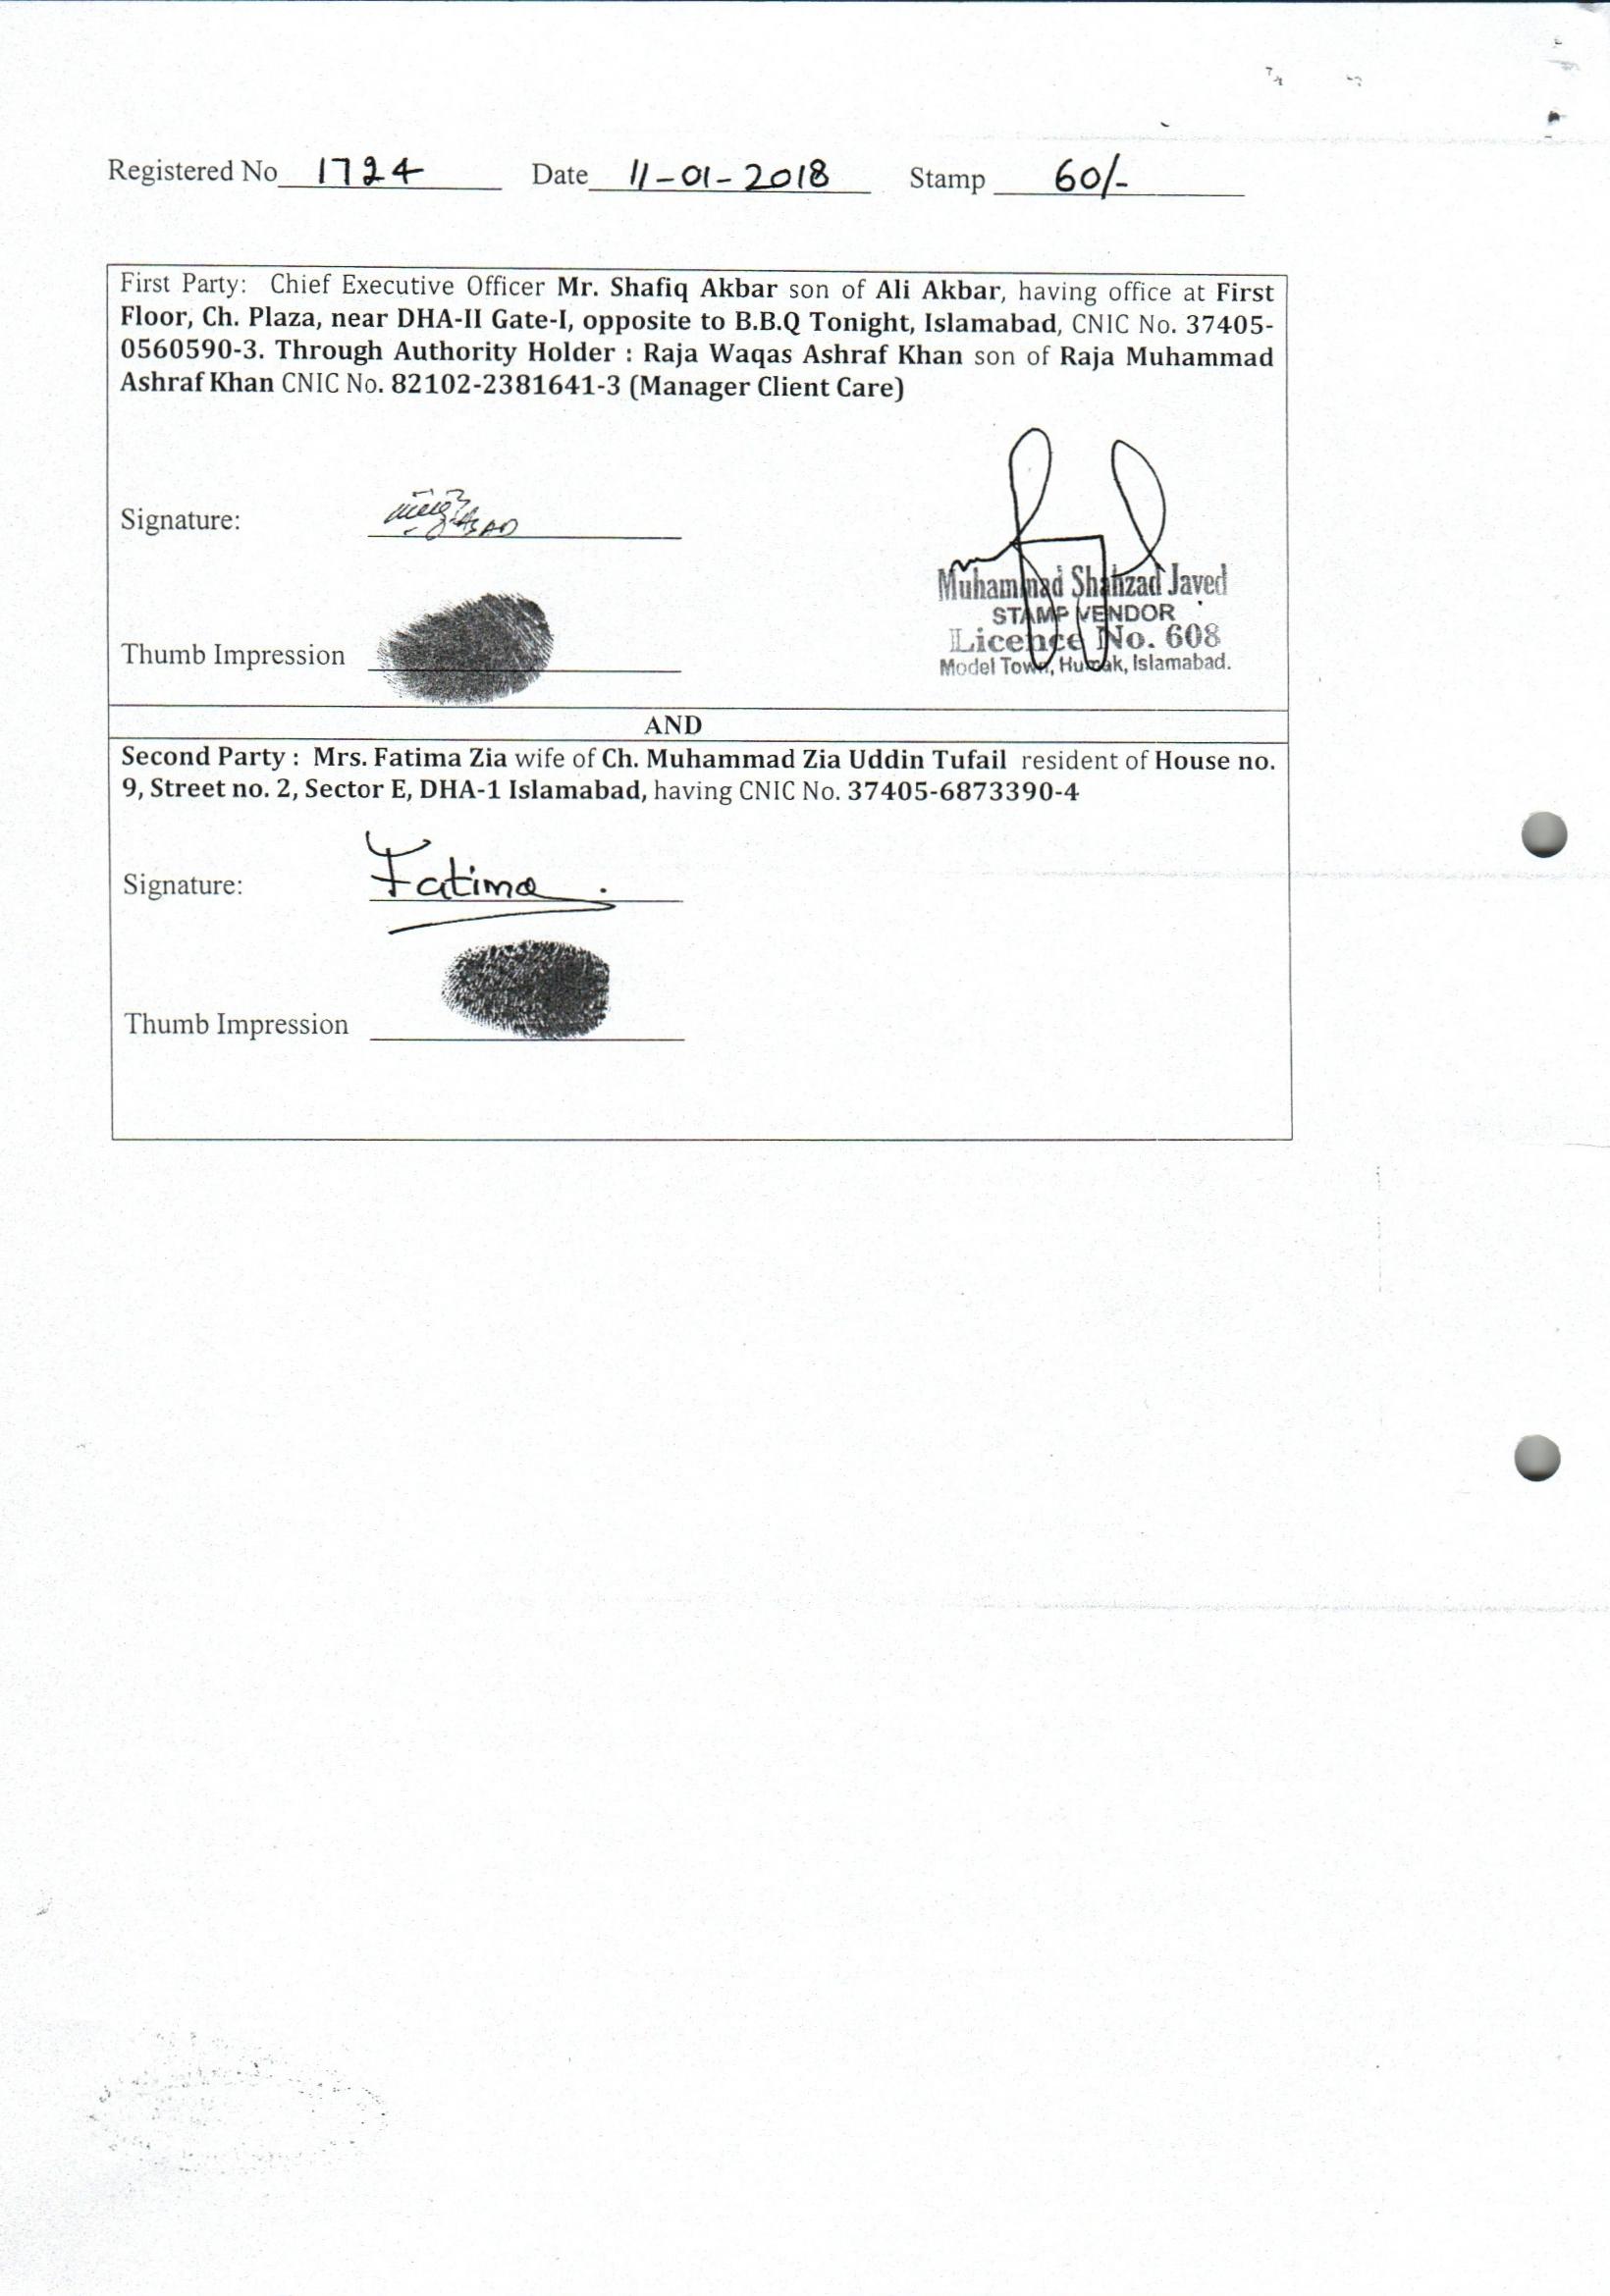 Registered No 1724 Date 11-01-2018 Stamp 60/-
First Party: Chief Executive Officer Mr. Shafiq Akbar son of Ali Akbar, having office at First
Floor, Ch. Plaza, near DHA-II Gate-I, opposite to B.B.Q Tonight, Islamabad, CNIC No. 37405-
0560590-3. Through Authority Holder : Raja Waqas Ashraf Khan son of Raja Muhammad
Ashraf Khan CNIC No. 82102-2381641-3 (Manager Client Care)
Signature:
Muhammad Shahzad Javed
STAMP VENDOR
Licence No. 608
Model Town, Humak, Islamabad.
Thumb Impression
AND
Second Party : Mrs. Fatima Zia wife of Ch. Muhammad Zia Uddin Tufail resident of House no.
9, Street no. 2, Sector E, DHA-1 Islamabad, having CNIC No. 37405-6873390-4
Signature: Fatima
Thumb Impression